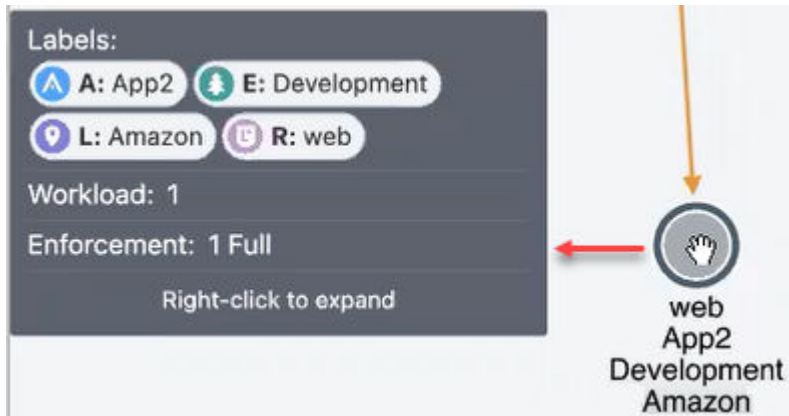 Labels:
A: App2 E: Development
L: Amazon R: web
Workload: 1
Enforcement: 1 Full
Right-click to expand
web
App2
Development
Amazon